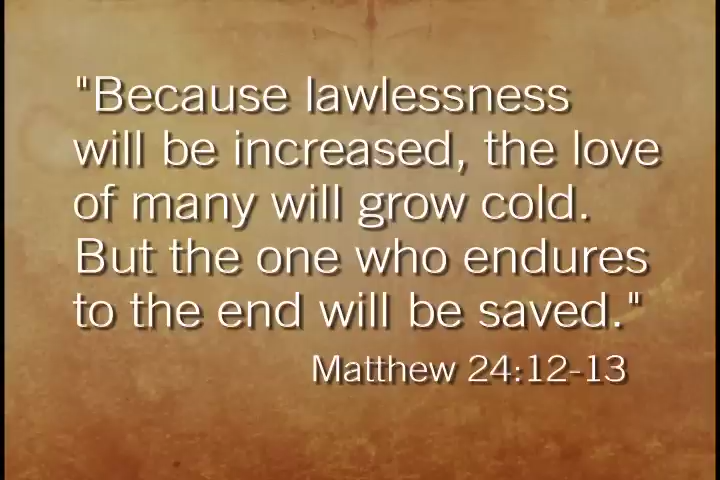 "Because lawlessness
will be increased, the love
of many will grow cold.
But the one who endures
to the end will be saved."
Matthew 24:12-13